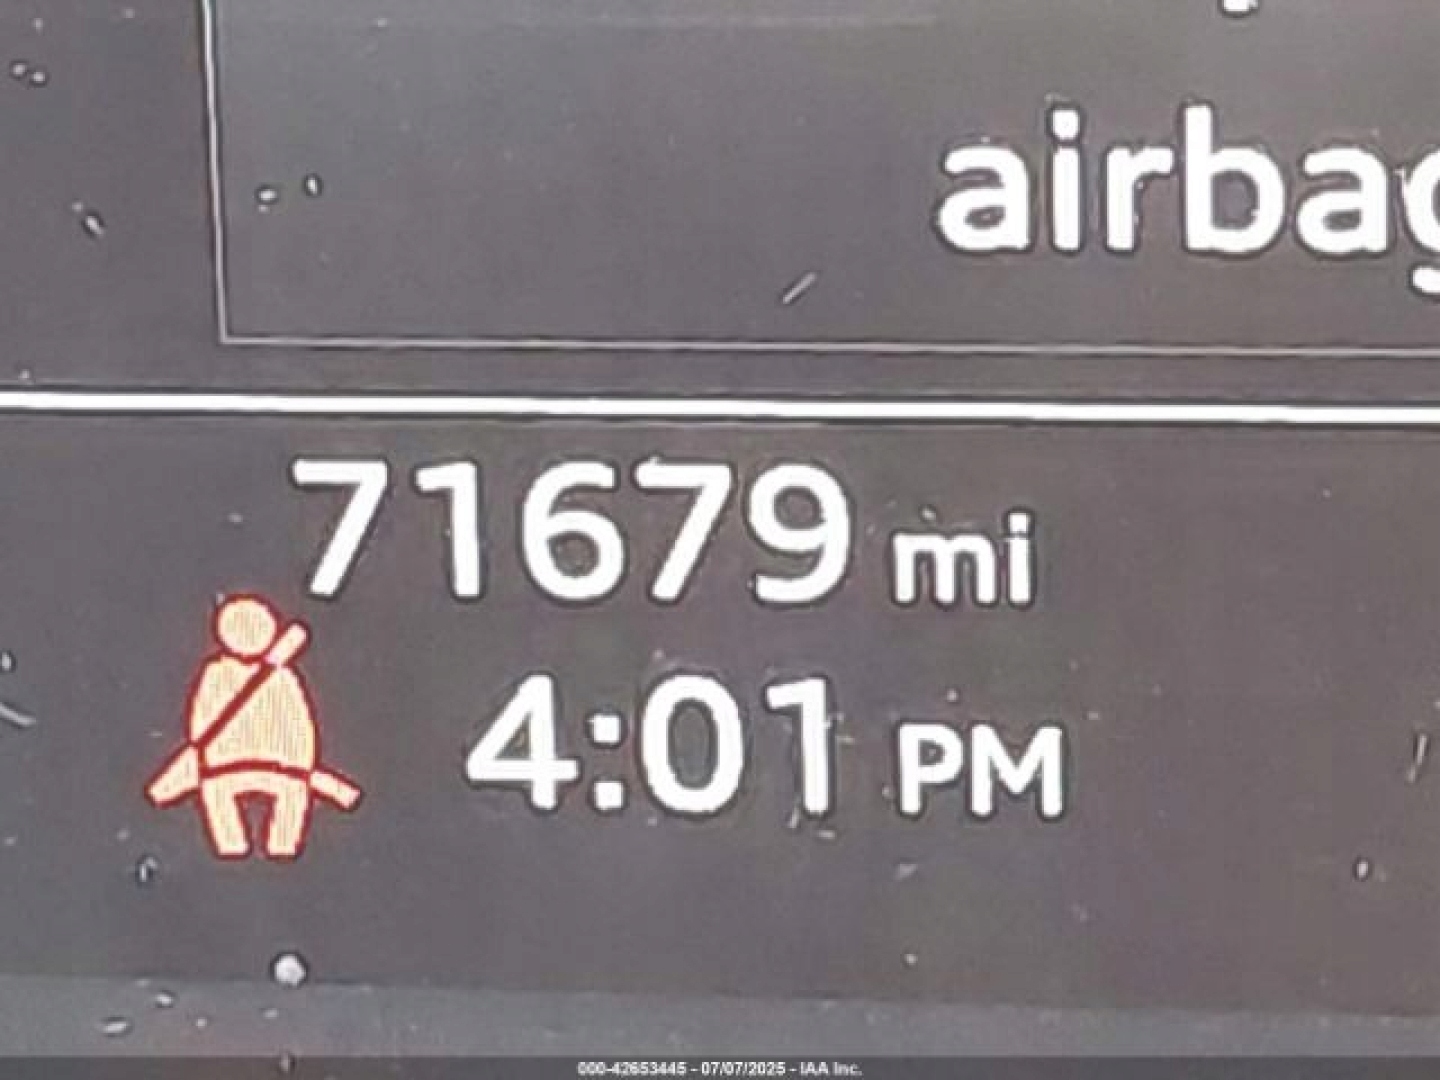 airbag
71679 mi
4:01 PM
000-42653445 - 07/07/2025 - IAA Inc.